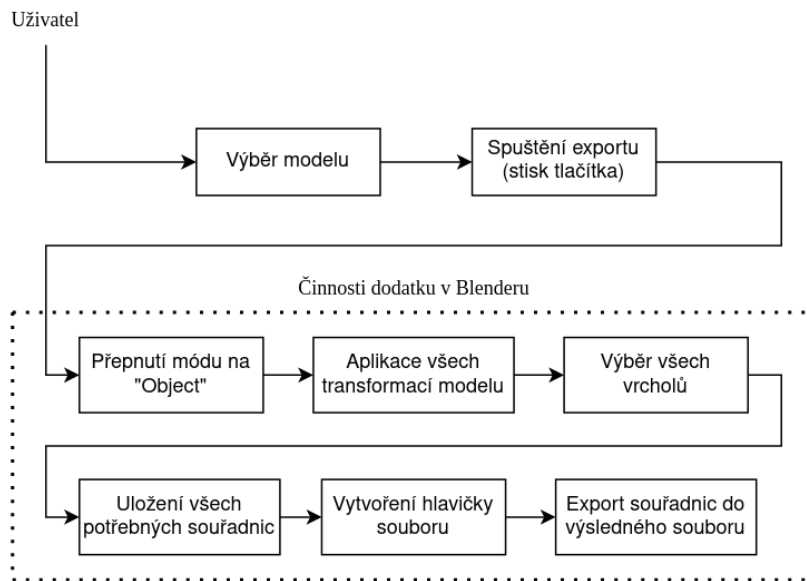 Uživatel
Výběr modelu
Spuštění exportu
(stisk tlačítka)
Činnosti dodatku v Blenderu
Přepnutí módu na
"Object"
Aplikace všech
transformací modelu
Výběr všech
vrcholů
Uložení všech
potřebných souřadnic
Vytvoření hlavičky
souboru
Export souřadnic do
výsledného souboru